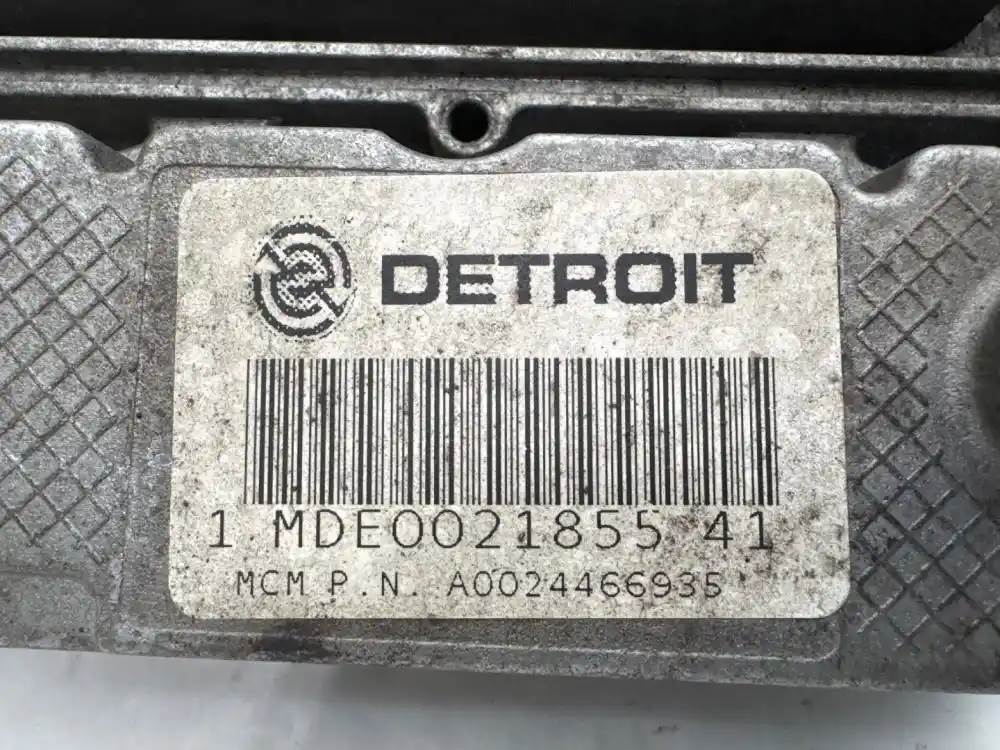 DETROIT
1 MDE0021855 41
MCM P.N. A0024466935